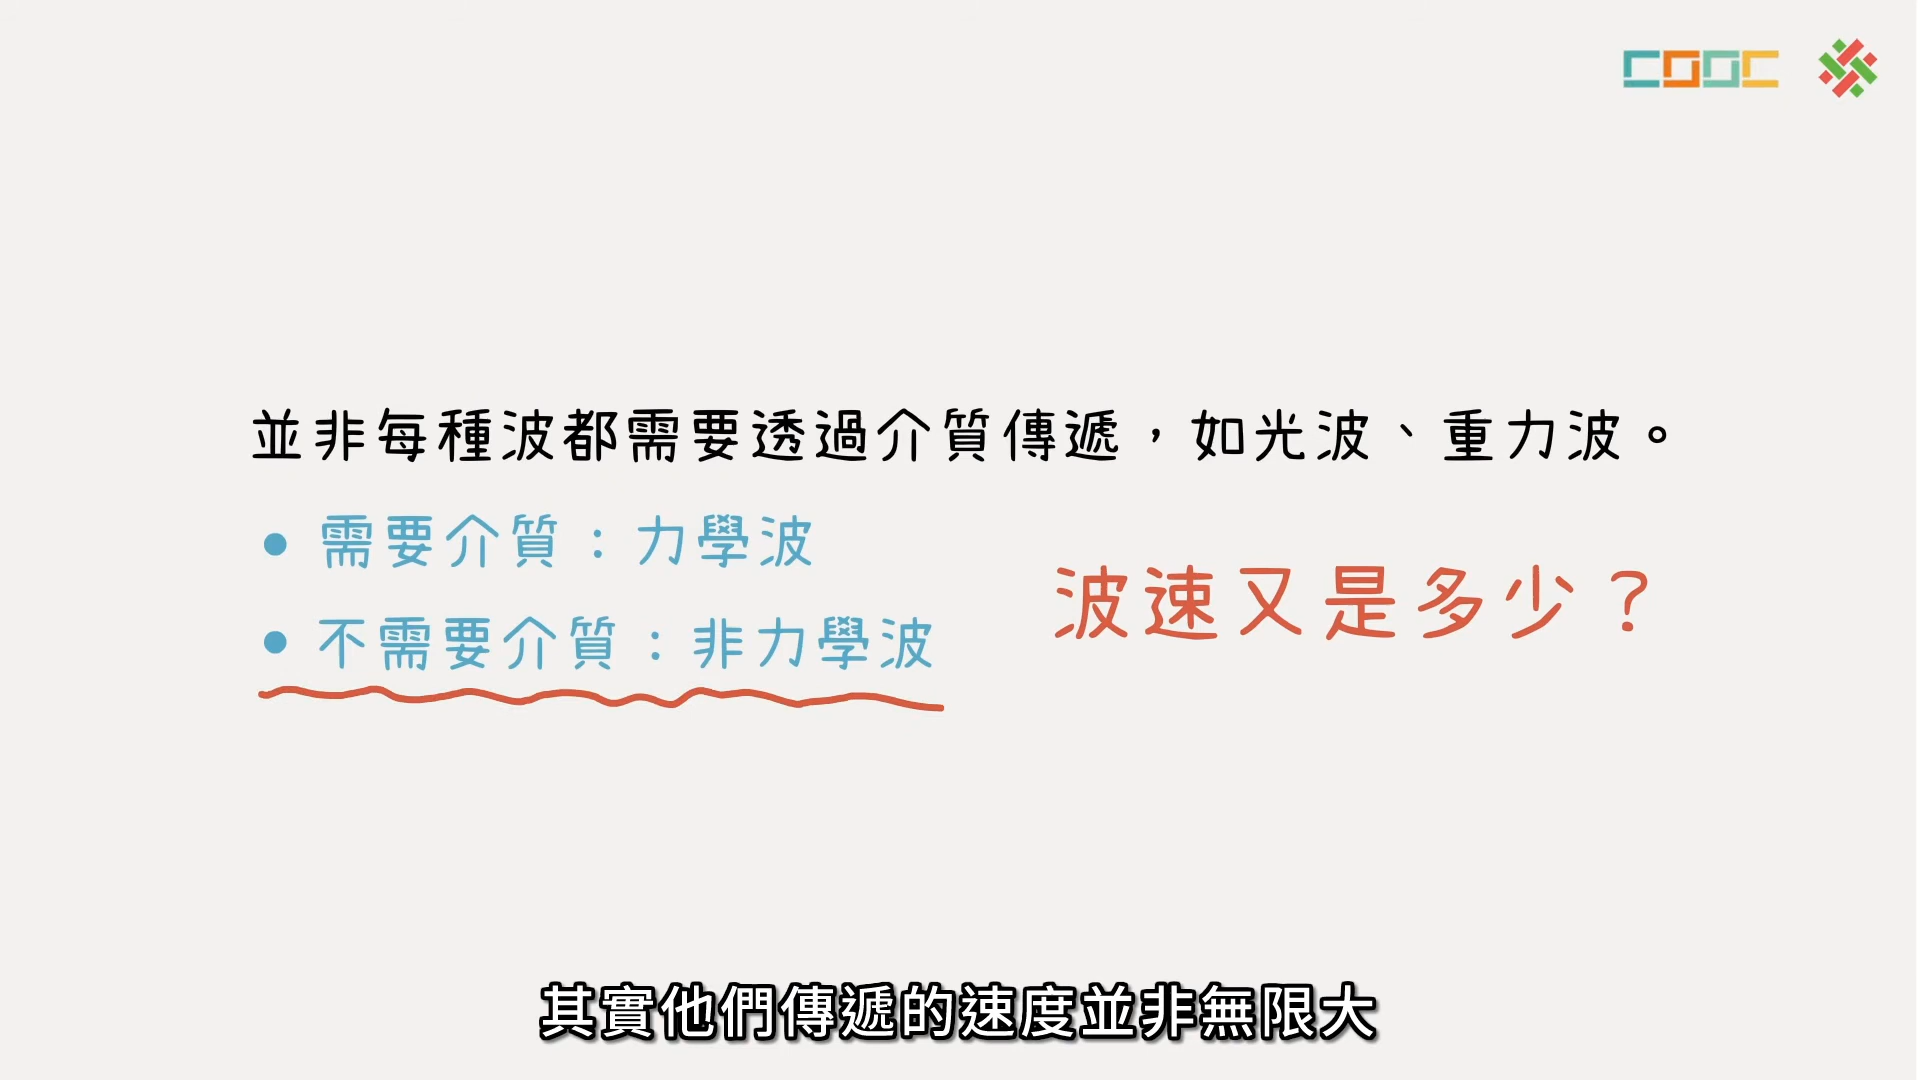 COOC
並非每種波都需要透過介質傳遞，如光波、重力波。
• 需要介質：力學波
• 不需要介質：非力學波
波速又是多少？
其實他們傳遞的速度並非無限大